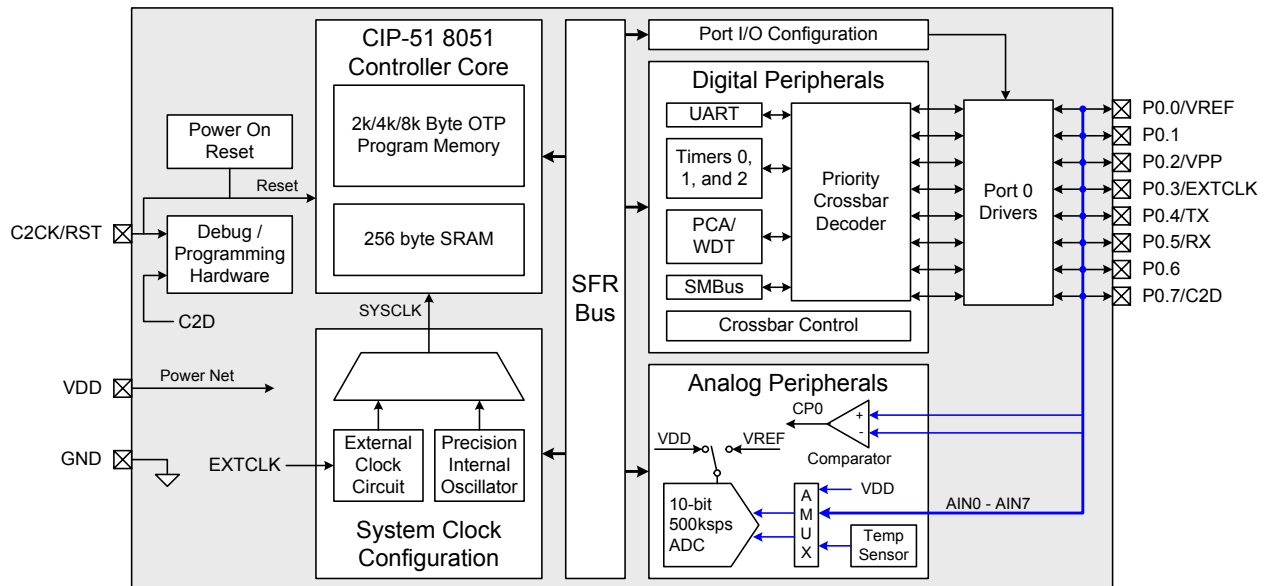 CIP-51 8051
Controller Core
2k/4k/8k Byte OTP
Program Memory
256 byte SRAM
Power On
Reset
Reset
C2CK/RST
Debug /
Programming
Hardware
C2D
VDD
Power Net
GND
SYSCLK
EXTCLK
External
Clock
Circuit
Precision
Internal
Oscillator
System Clock
Configuration
SFR
Bus
Port I/O Configuration
Digital Peripherals
UART
Timers 0,
1, and 2
PCA/
WDT
SMBus
Priority
Crossbar
Decoder
Crossbar Control
Port 0
Drivers
P0.0/VREF
P0.1
P0.2/VPP
P0.3/EXTCLK
P0.4/TX
P0.5/RX
P0.6
P0.7/C2D
Analog Peripherals
CP0
+
-
Comparator
VDD
VREF
10-bit
500ksps
ADC
A
M
U
X
VDD
AIN0 - AIN7
Temp
Sensor